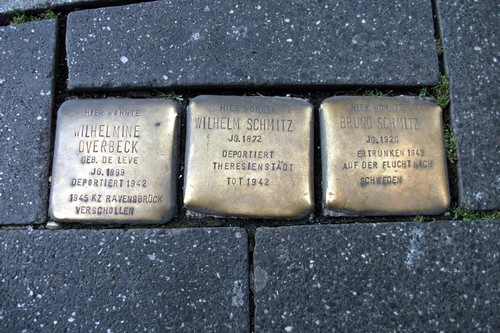 HIER WOHNTE
WILHELMINE
OVERBECK
GEB. DE LEVE
JG. 1899
DEPORTIERT 1942
1945 KZ RAVENSBRÜCK
VERSCHOLLEN
HIER WOHNTE
WILHELM SCHMITZ
JG. 1872
DEPORTIERT
THERESIENSTADT
TOT 1942
HIER WOHNTE
BRUNO SCHMITZ
JG. 1920
ERTRUNKEN 1943
AUF DER FLUCHT NACH
SCHWEDEN